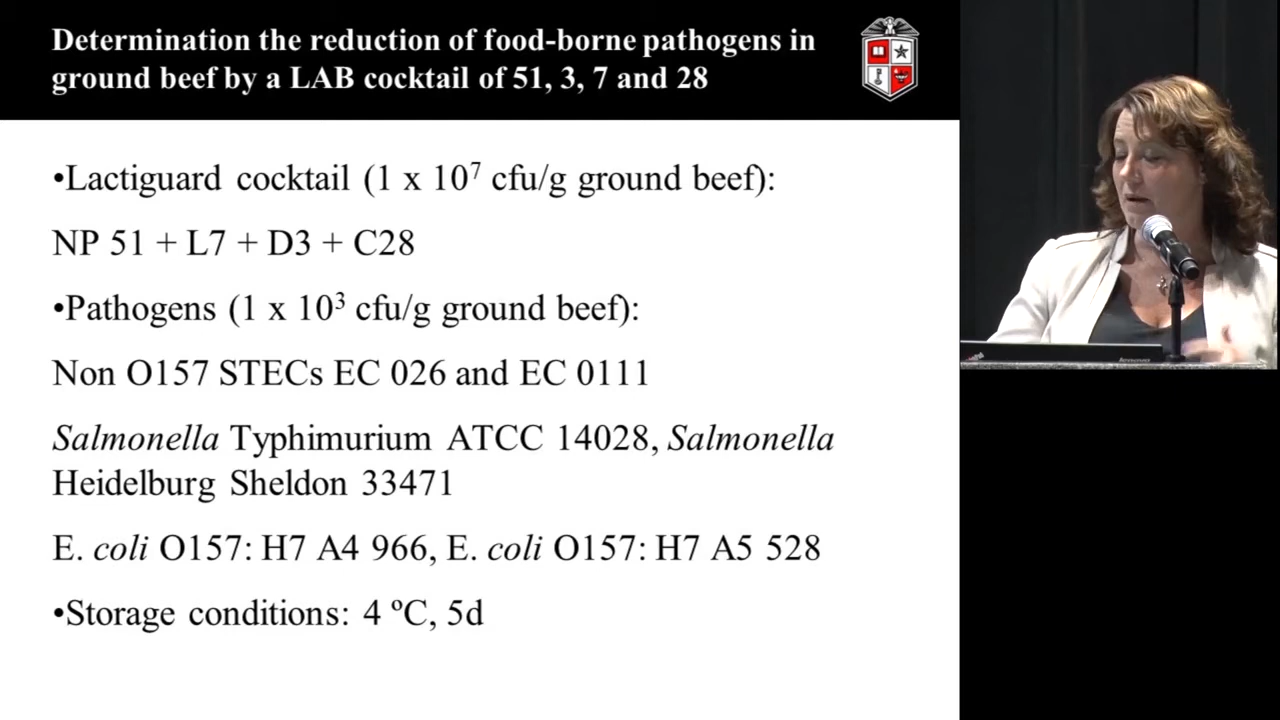 Determination the reduction of food-borne pathogens in
ground beef by a LAB cocktail of 51, 3, 7 and 28
•Lactiguard cocktail (1 x 10⁷ cfu/g ground beef):
NP 51 + L7 + D3 + C28
•Pathogens (1 x 10³ cfu/g ground beef):
Non O157 STECs EC 026 and EC 0111
Salmonella Typhimurium ATCC 14028, Salmonella
Heidelburg Sheldon 33471
E. coli O157: H7 A4 966, E. coli O157: H7 A5 528
•Storage conditions: 4 ºC, 5d